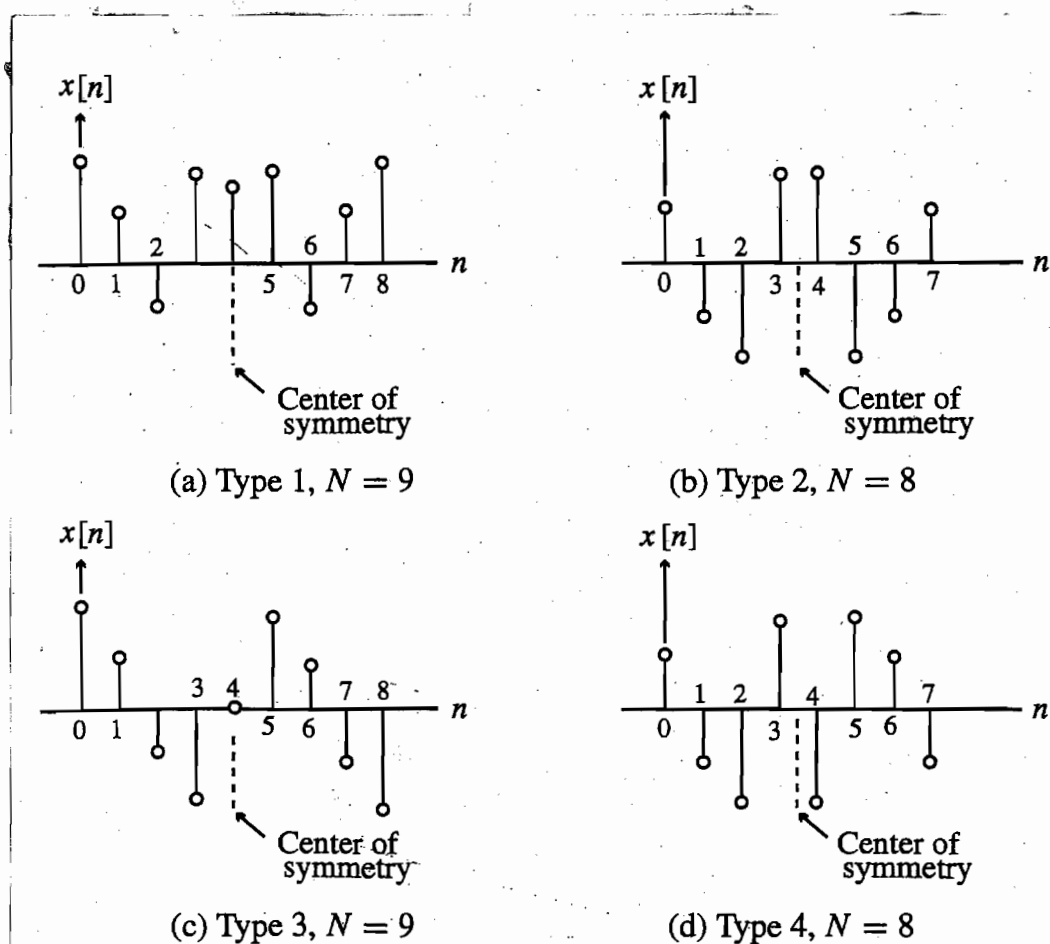 x[n]
2 6
0 1 5 7 8 n
Center of
symmetry
(a) Type 1, N = 9
x[n]
1 2 5 6
0 3 4 7 n
Center of
symmetry
(b) Type 2, N = 8
x[n]
3 4 7 8
0 1 5 6 n
Center of
symmetry
(c) Type 3, N = 9
x[n]
1 2 4 7
0 3 5 6 n
Center of
symmetry
(d) Type 4, N = 8